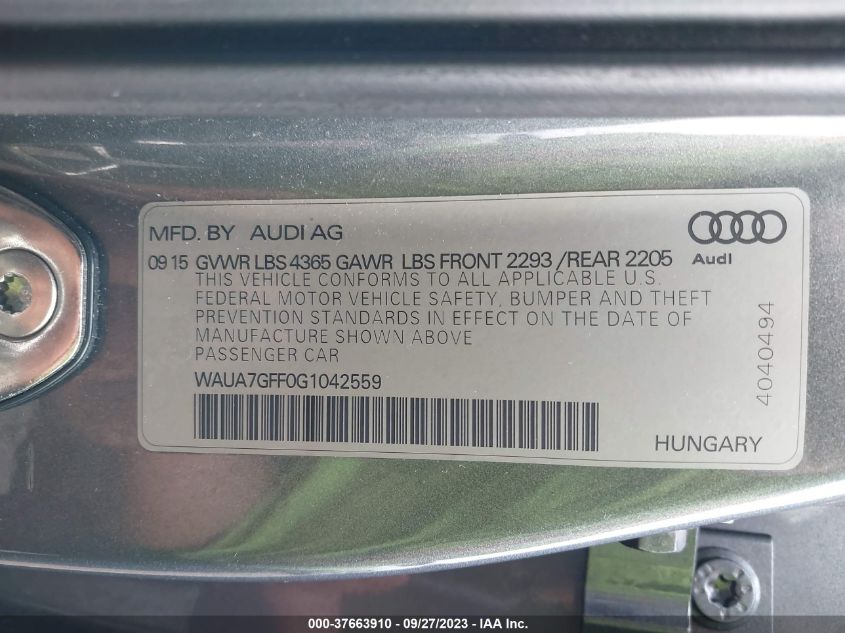 MFD. BY AUDI AG
Audi
09 15 GVWR LBS 4365 GAWR LBS FRONT 2293 / REAR 2205
THIS VEHICLE CONFORMS TO ALL APPLICABLE U.S.
FEDERAL MOTOR VEHICLE SAFETY, BUMPER AND THEFT
PREVENTION STANDARDS IN EFFECT ON THE DATE OF
MANUFACTURE SHOWN ABOVE
PASSENGER CAR
WAUA7GFF0G1042559
4040494
HUNGARY
000-37663910 - 09/27/2023 - IAA Inc.